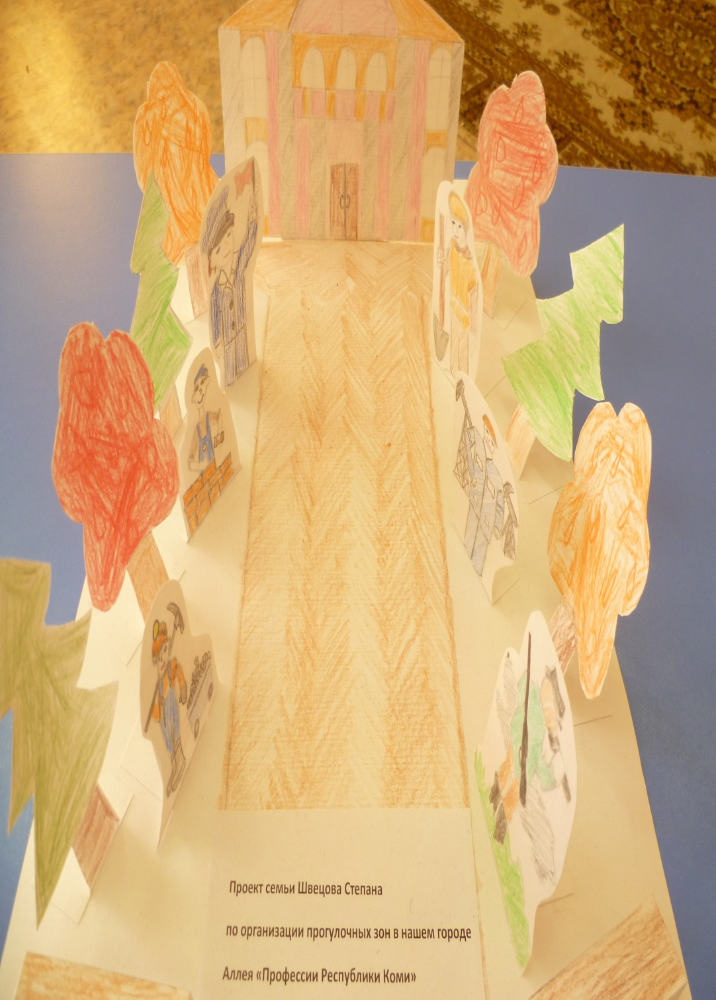 Проект семьи Швецова Степана
по организации прогулочных зон в нашем городе
Аллея «Профессии Республики Коми»